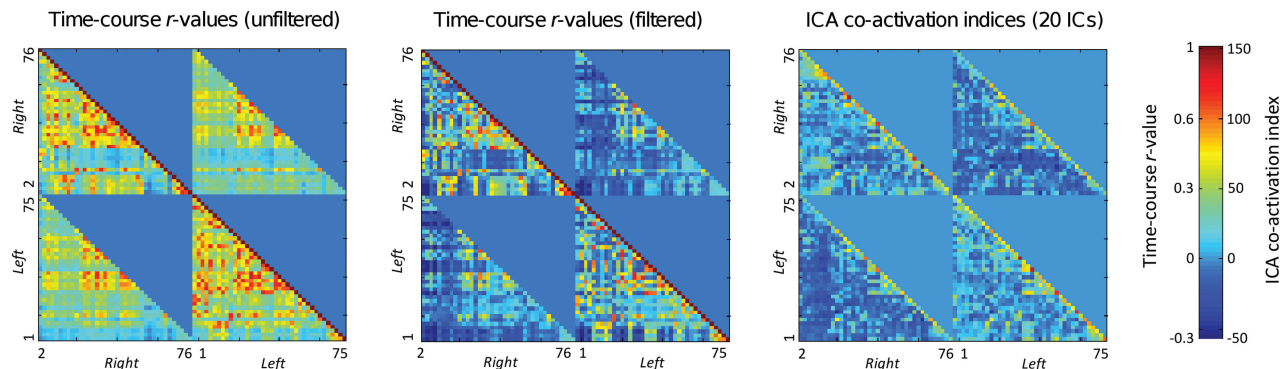 Time-course r-values (unfiltered)
Time-course r-values (filtered)
ICA co-activation indices (20 ICs)
76
Right
2
75
Left
1
2
Right
76
1
Left
75
76
Right
2
75
Left
1
2
Right
76
1
Left
75
76
Right
2
75
Left
1
2
Right
76
1
Left
75
Time-course r-value
1
0.6
0.3
0
-0.3
150
100
50
0
-50
ICA co-activation index